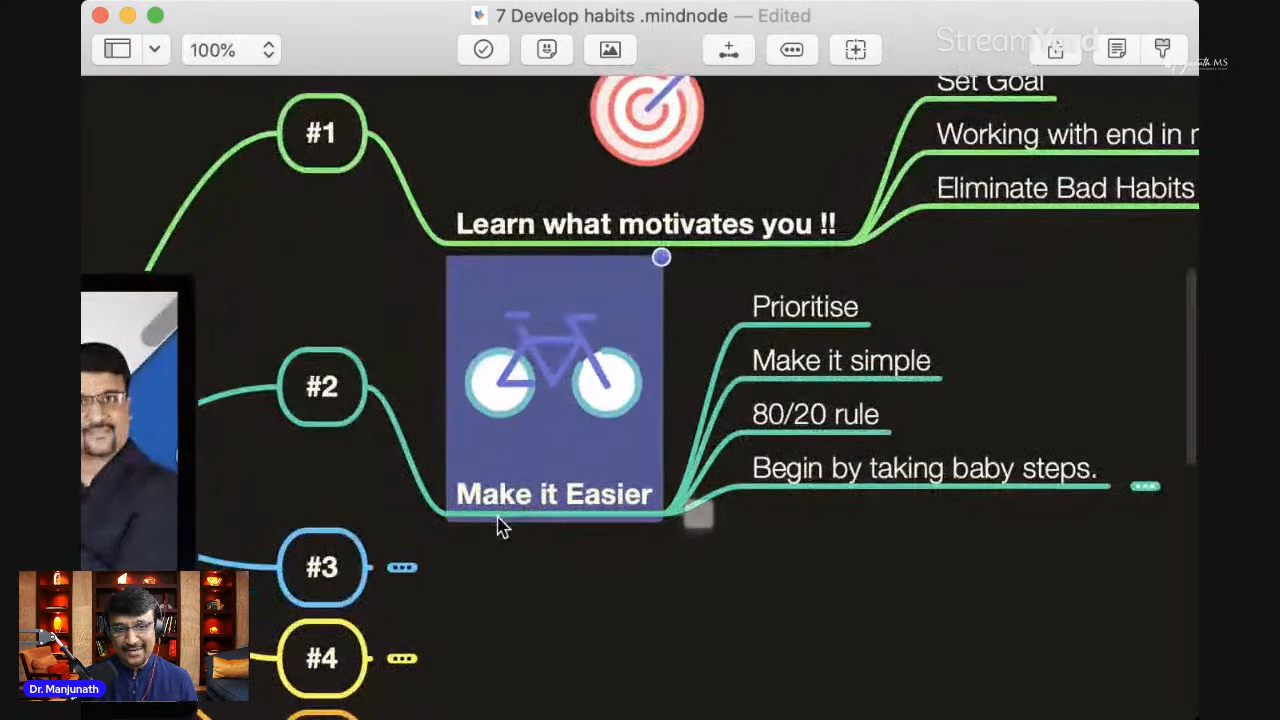 7 Develop habits .mindnode — Edited
100%
StreamYard
Manjunath MS
#1
Set Goal
Working with end in
Eliminate Bad Habits
Learn what motivates you !!
#2
Prioritise
Make it simple
80/20 rule
Begin by taking baby steps.
Make it Easier
#3
#4
Dr. Manjunath